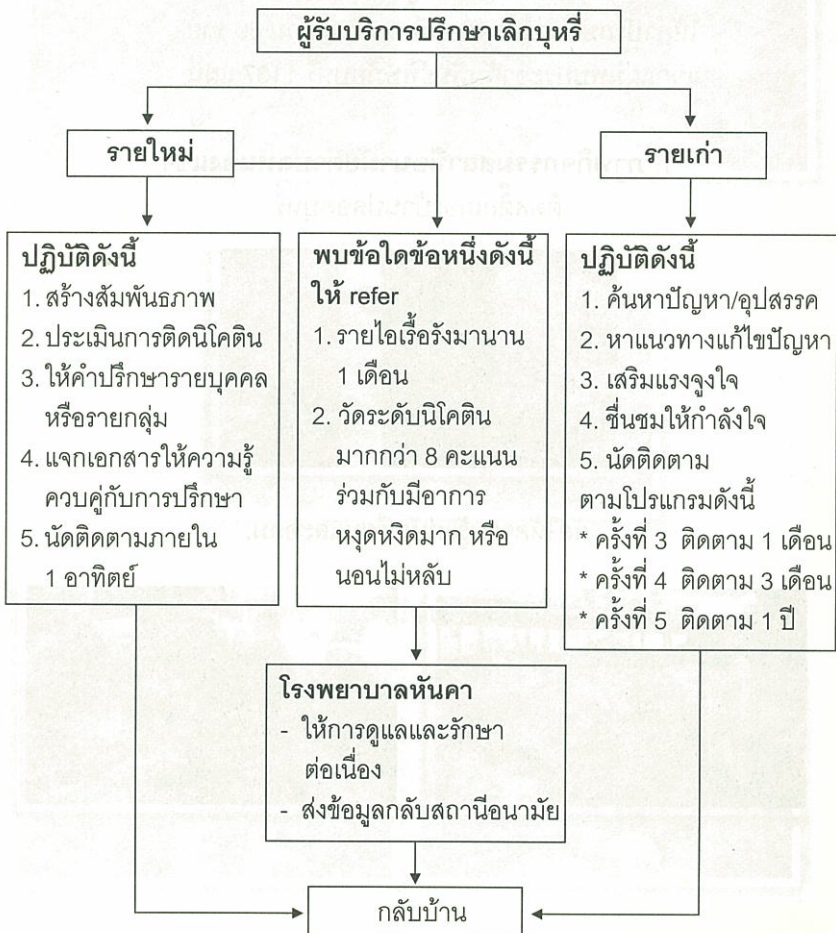 ผู้รับบริการปรึกษาเลิกบุหรี่
รายใหม่
รายเก่า
ปฏิบัติดังนี้
1. สร้างสัมพันธภาพ
2. ประเมินการติดนิโคติน
3. ให้คำปรึกษารายบุคคล
หรือรายกลุ่ม
4. แจกเอกสารให้ความรู้
ควบคู่กับการปรึกษา
5. นัดติดตามภายใน
1 อาทิตย์
พบข้อใดข้อหนึ่งดังนี้
ให้ refer
1. รายไอเรื้อรังมานาน
1 เดือน
2. วัดระดับนิโคติน
มากกว่า 8 คะแนน
ร่วมกับมีอาการ
หงุดหงิดมาก หรือ
นอนไม่หลับ
ปฏิบัติดังนี้
1. ค้นหาปัญหา/อุปสรรค
2. หาแนวทางแก้ไขปัญหา
3. เสริมแรงจูงใจ
4. ชื่นชมให้กำลังใจ
5. นัดติดตาม
ตามโปรแกรมดังนี้
* ครั้งที่ 3 ติดตาม 1 เดือน
* ครั้งที่ 4 ติดตาม 3 เดือน
* ครั้งที่ 5 ติดตาม 1 ปี
โรงพยาบาลหันคา
- ให้การดูแลและรักษา
ต่อเนื่อง
- ส่งข้อมูลกลับสถานีอนามัย
กลับบ้าน